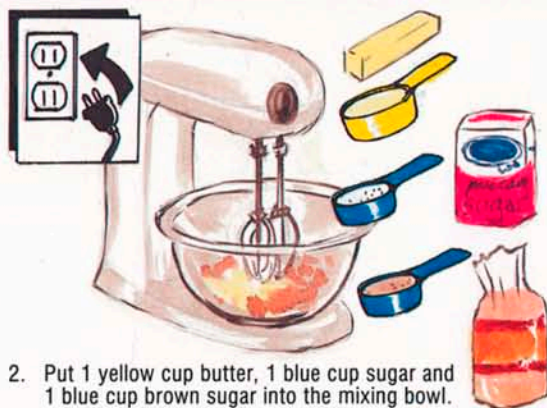 2. Put 1 yellow cup butter, 1 blue cup sugar and
1 blue cup brown sugar into the mixing bowl.